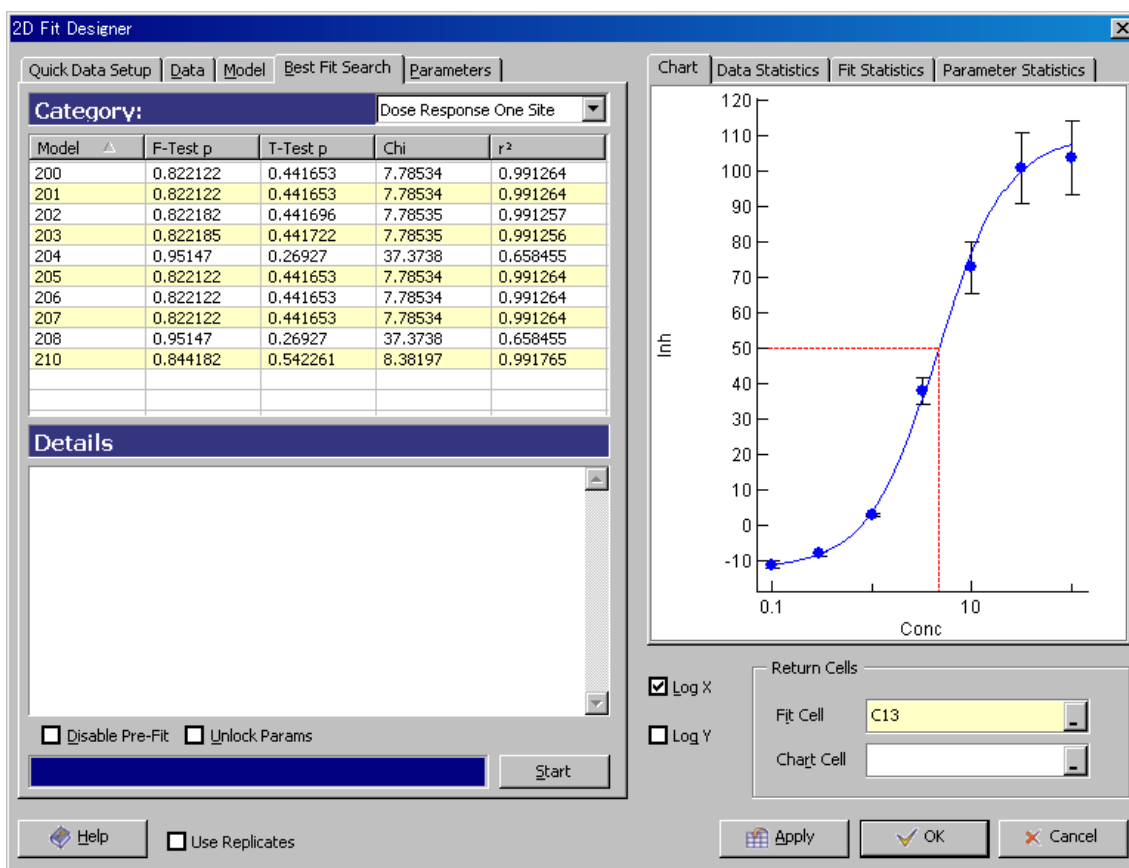 2D Fit Designer
Quick Data Setup Data Model Best Fit Search Parameters
Category: Dose Response One Site
Model F-Test p T-Test p Chi r²
200 0.822122 0.441653 7.78534 0.991264
201 0.822122 0.441653 7.78534 0.991264
202 0.822182 0.441696 7.78535 0.991257
203 0.822185 0.441722 7.78535 0.991256
204 0.95147 0.26927 37.3738 0.658455
205 0.822122 0.441653 7.78534 0.991264
206 0.822122 0.441653 7.78534 0.991264
207 0.822122 0.441653 7.78534 0.991264
208 0.95147 0.26927 37.3738 0.658455
210 0.844182 0.542261 8.38197 0.991765
Details
Disable Pre-Fit Unlock Params
Start
Help Use Replicates
Chart Data Statistics Fit Statistics Parameter Statistics
120
110
100
90
80
70
60
50
40
30
20
10
0
-10
Inh
0.1 10
Conc
Log X
Log Y
Return Cells
Fit Cell C13
Chart Cell
Apply OK Cancel